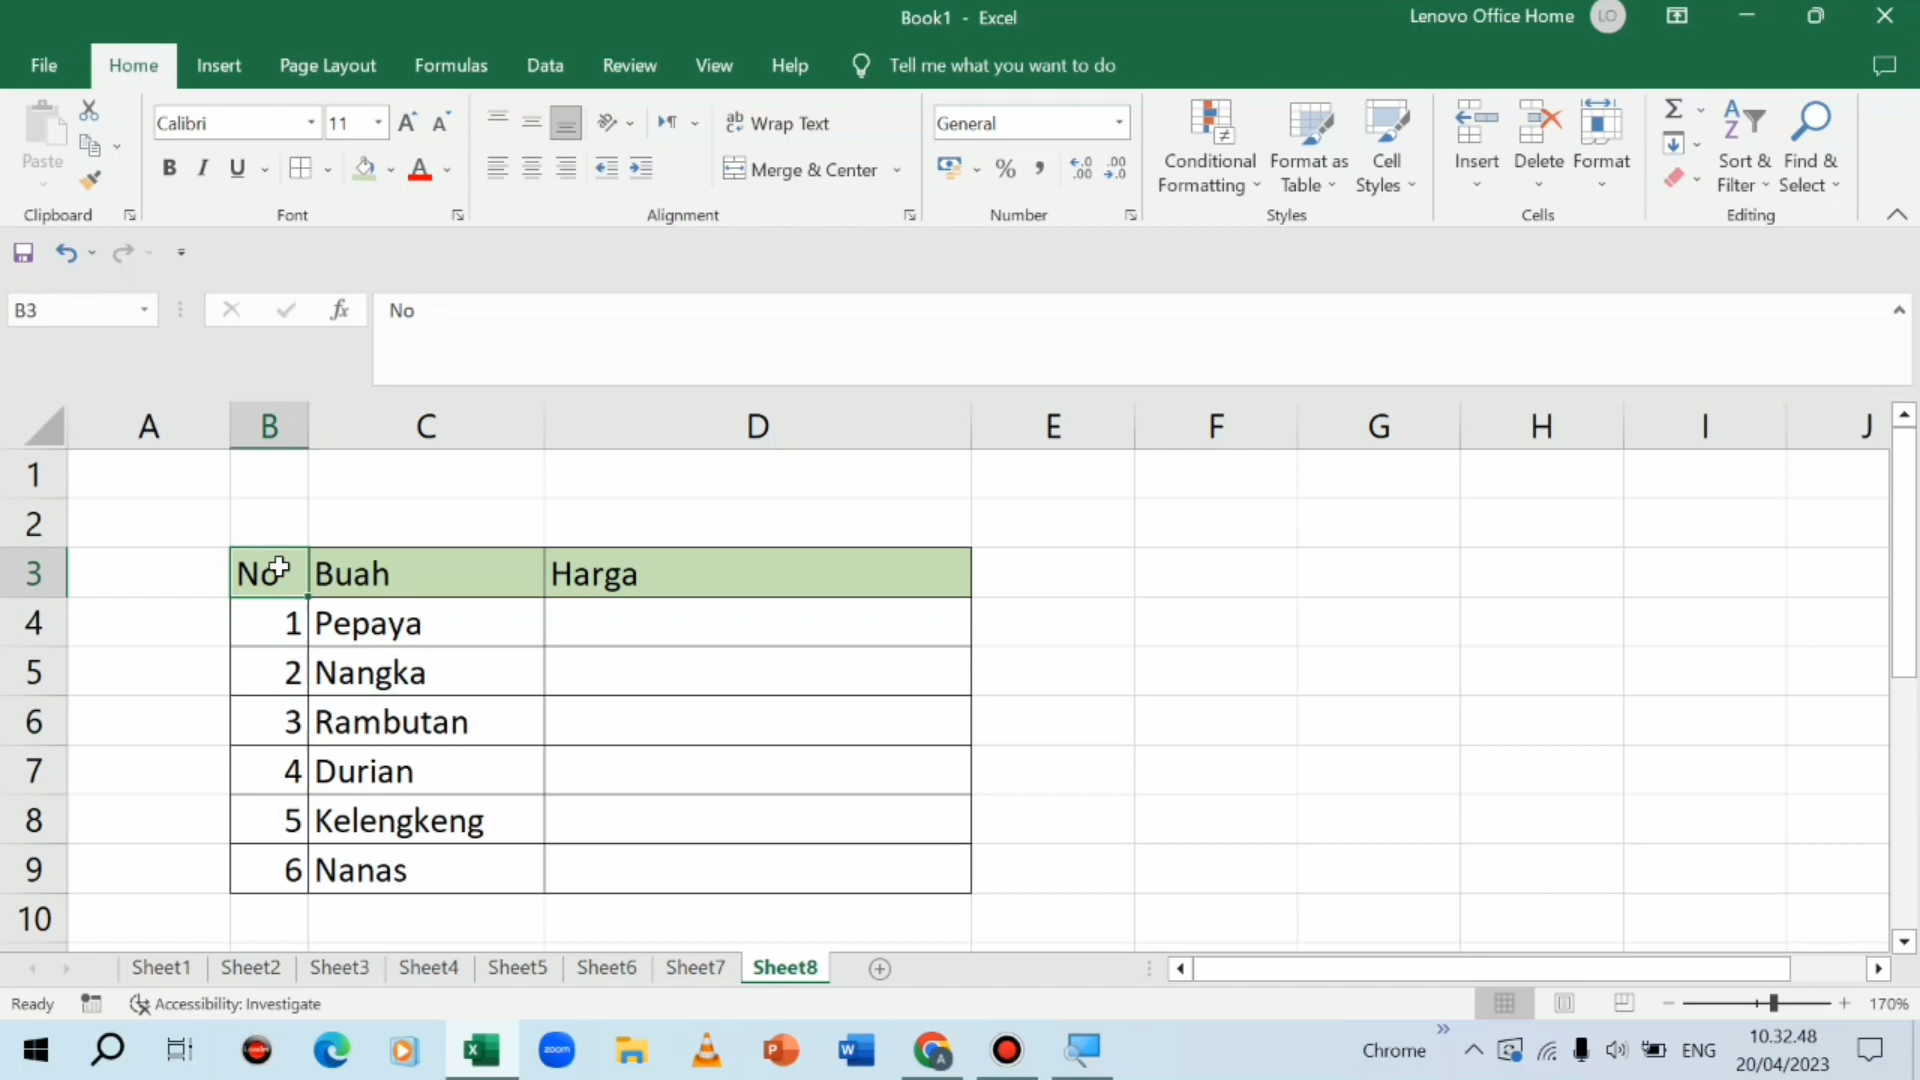 Book1 - Excel
Lenovo Office Home
LO
File
Home
Insert
Page Layout
Formulas
Data
Review
View
Help
Tell me what you want to do
Paste
Clipboard
Calibri
11
B I U
Font
Wrap Text
Merge & Center
Alignment
General
Number
Conditional Formatting
Format as Table
Cell Styles
Styles
Insert
Delete
Format
Cells
Sort & Filter
Find & Select
Editing
B3
fx
No
A B C D E F G H I J
1
2
3 No Buah Harga
4 1 Pepaya
5 2 Nangka
6 3 Rambutan
7 4 Durian
8 5 Kelengkeng
9 6 Nanas
10
Sheet1 Sheet2 Sheet3 Sheet4 Sheet5 Sheet6 Sheet7 Sheet8
Ready
Accessibility: Investigate
170%
zoom
Chrome
ENG
10.32.48
20/04/2023